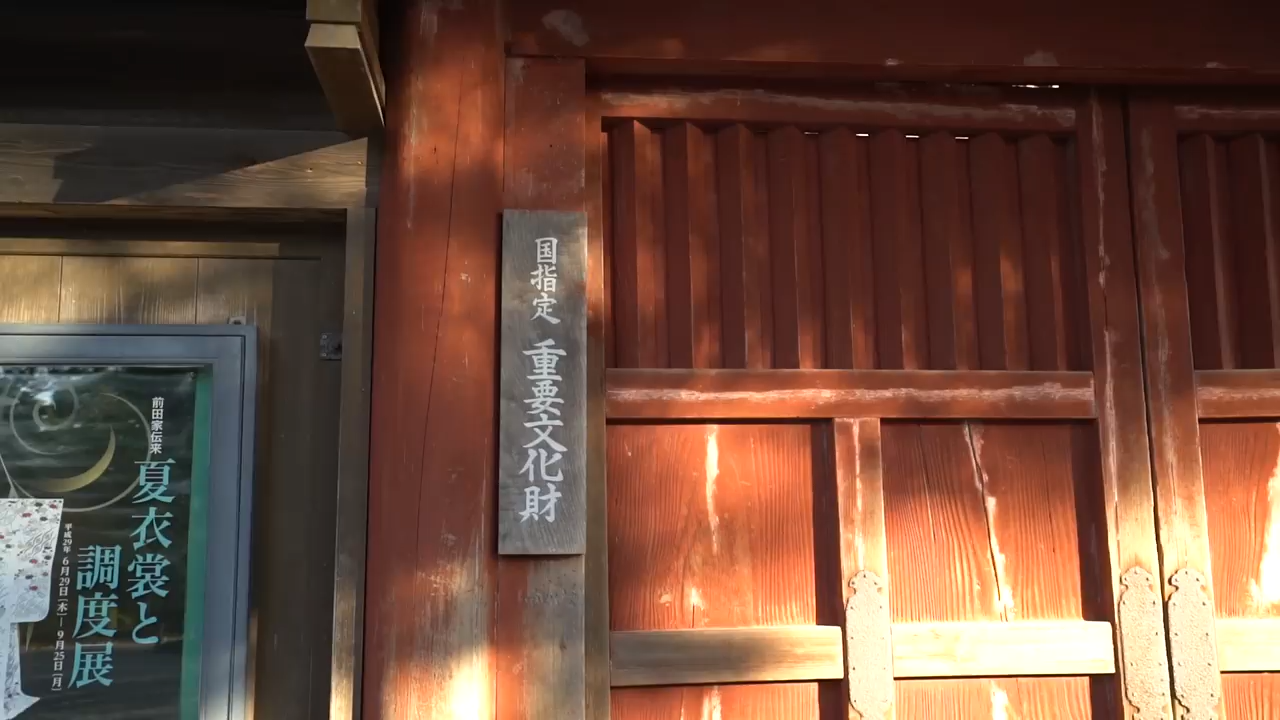 国指定 重要文化財
前田家伝来
夏衣裳と
調度展
平成29年 6月29日(木)―9月25日(月)